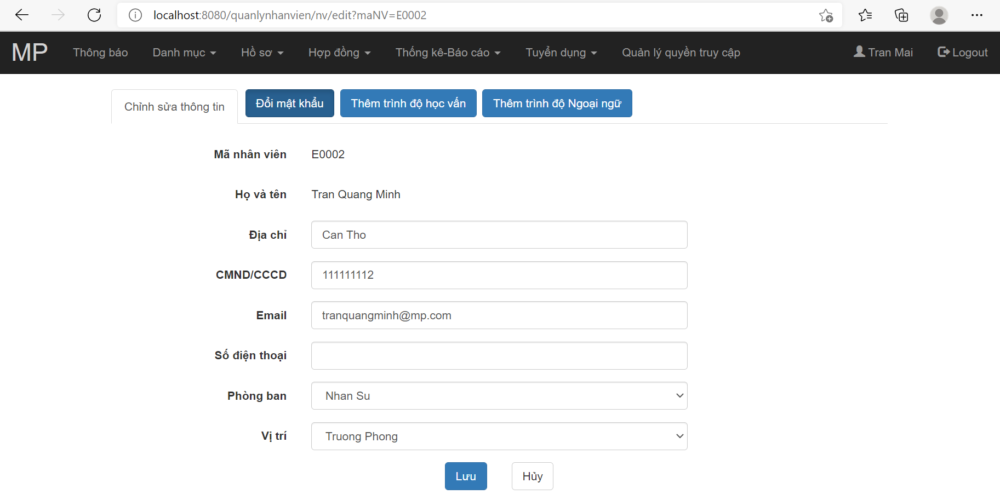 localhost:8080/quanlynhanvien/nv/edit?maNV=E0002
MP Thông báo Danh mục Hồ sơ Hợp đồng Thống kê-Báo cáo Tuyển dụng Quản lý quyền truy cập Tran Mai Logout
Chỉnh sửa thông tin Đổi mật khẩu Thêm trình độ học vấn Thêm trình độ Ngoại ngữ
Mã nhân viên E0002
Họ và tên Tran Quang Minh
Địa chỉ Can Tho
CMND/CCCD 111111112
Email tranquangminh@mp.com
Số điện thoại
Phòng ban Nhan Su
Vị trí Truong Phong
Lưu Hủy